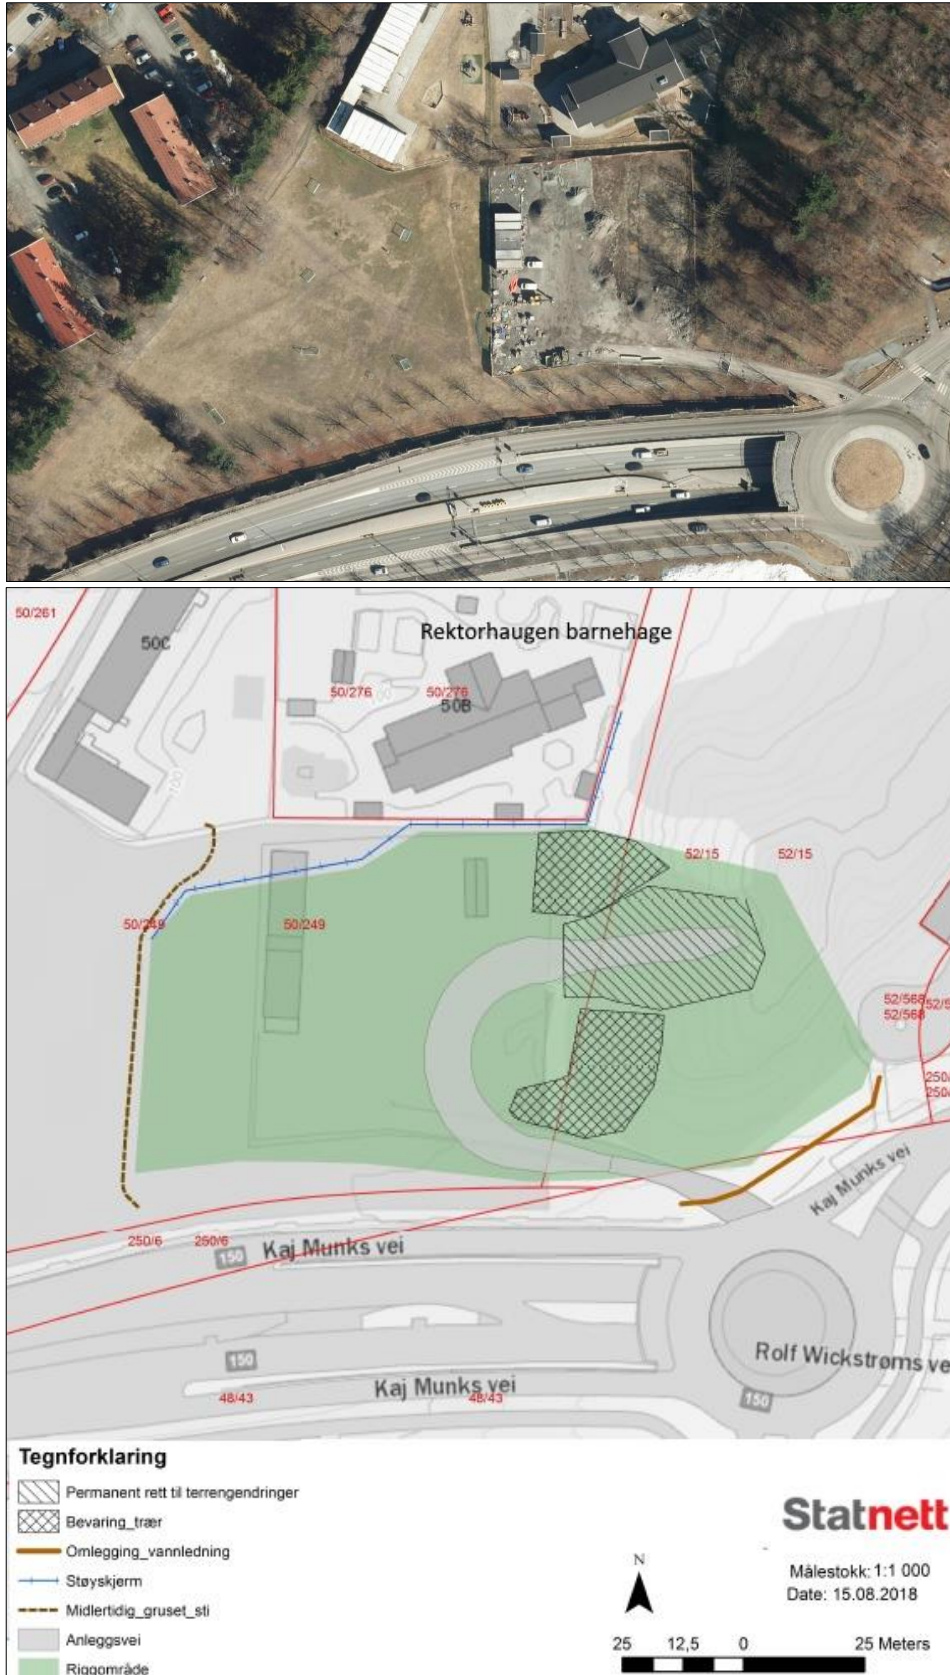 50/261
50C
Rektorhaugen barnehage
50/276
50/276
50B
100
52/15
52/15
50/249
50/249
52/568
52/568
250/6
250/6
150
Kaj Munks vei
Kaj Munks vei
150
Rolf Wickstrøms ve
Kaj Munks vei
150
48/43
48/43
Tegnforklaring
Permanent rett til terrengendringer
Bevaring_trær
Omlegging_vannledning
Støyskjerm
Midlertidig_gruset_sti
Anleggsvei
Riggområde
Statnett
Målestokk: 1:1 000
Date: 15.08.2018
N
25 12,5 0 25 Meters